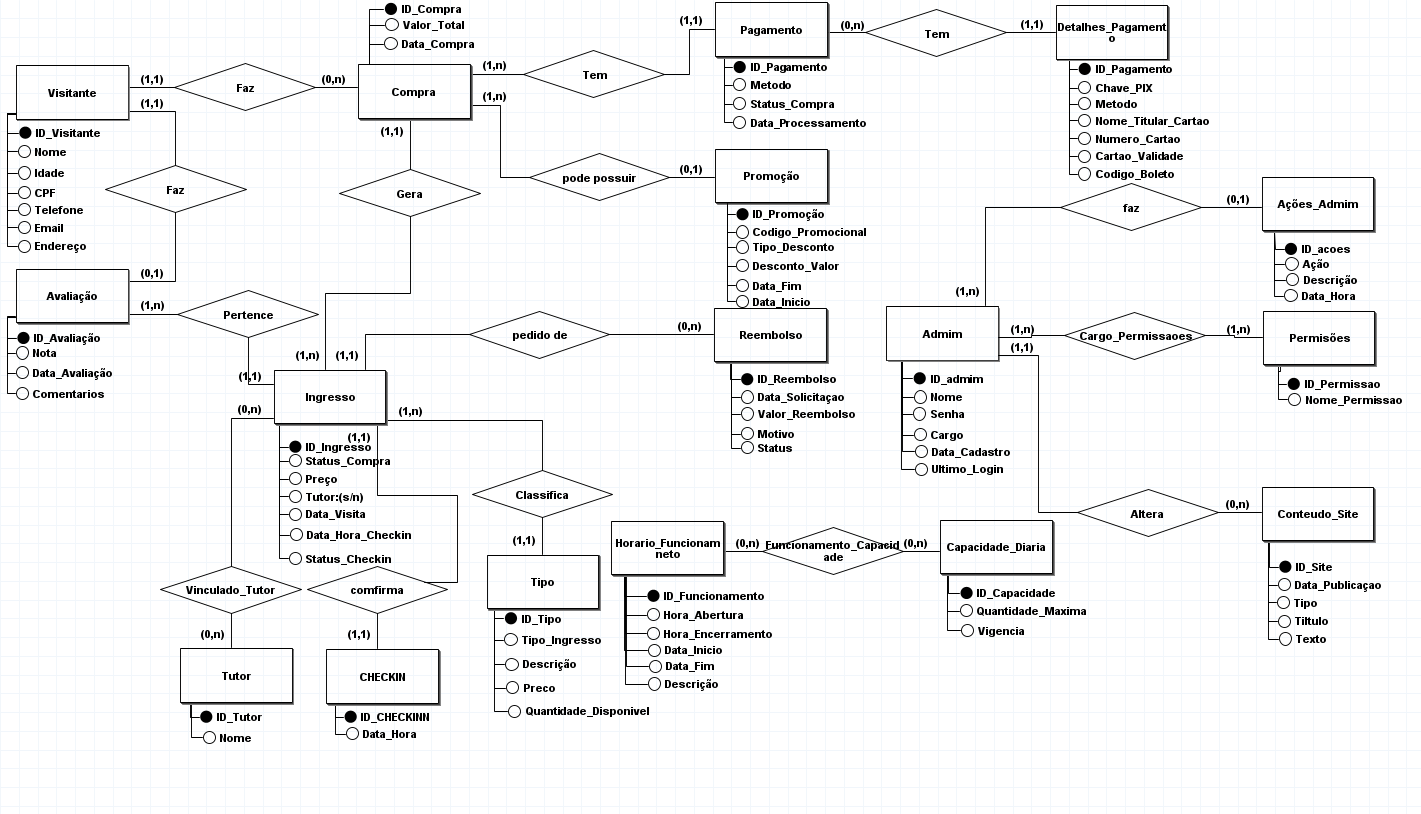 ID_Compra
Valor_Total
Data_Compra
(1,1)
Pagamento
(0,n)
Tem
(1,1)
Detalhes_Pagament
o
Visitante
(1,1)
Faz
(0,n)
Compra
(1,n)
Tem
(1,1)
(1,n)
(1,1)
ID_Pagamento
Metodo
Status_Compra
Data_Processamento
ID_Pagamento
Chave_PIX
Metodo
Nome_Titular_Cartao
Numero_Cartao
Cartao_Validade
Codigo_Boleto
ID_Visitante
Nome
Idade
CPF
Telefone
Email
Endereço
Faz
Gera
pode possuir
(0,1)
Promoção
ID_Promoção
Codigo_Promocional
Tipo_Desconto
Desconto_Valor
Data_Fim
Data_Inicio
faz
(0,1)
Ações_Admim
ID_acoes
Ação
Descrição
Data_Hora
(0,1)
Avaliação
(1,n)
Pertence
ID_Avaliação
Nota
Data_Avaliação
Comentarios
(1,n)
(1,1)
pedido de
(0,n)
Reembolso
ID_Reembolso
Data_Solicitaçao
Valor_Reembolso
Motivo
Status
(1,n)
Admim
(1,n)
Cargo_Permissaoes
(1,n)
Permisões
(1,1)
ID_admim
Nome
Senha
Cargo
Data_Cadastro
Ultimo_Login
ID_Permissao
Nome_Permissao
(1,1)
Ingresso
(0,n)
(1,n)
(1,1)
ID_Ingresso
Status_Compra
Preço
Tutor:(s/n)
Data_Visita
Data_Hora_Checkin
Status_Checkin
Classifica
(1,1)
Tipo
ID_Tipo
Tipo_Ingresso
Descrição
Preco
Quantidade_Disponivel
Altera
(0,n)
Conteudo_Site
ID_Site
Data_Publicaçao
Tipo
Tiltulo
Texto
Horario_Funcionam
neto
(0,n)
Funcionamento_Capacid
ade
(0,n)
Capacidade_Diaria
ID_Funcionamento
Hora_Abertura
Hora_Encerramento
Data_Inicio
Data_Fim
Descrição
ID_Capacidade
Quantidade_Maxima
Vigencia
Vinculado_Tutor
comfirma
(0,n)
(1,1)
Tutor
CHECKIN
ID_Tutor
Nome
ID_CHECKINN
Data_Hora